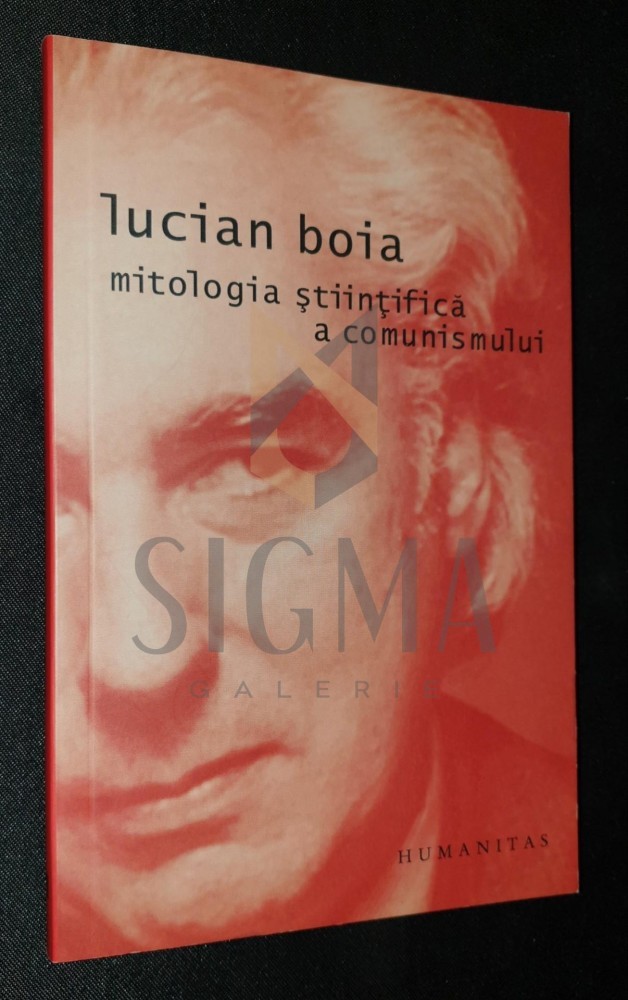 lucian boia
mitologia ştiinţifică
a comunismului
SIGMA
GALERIE
HUMANITAS